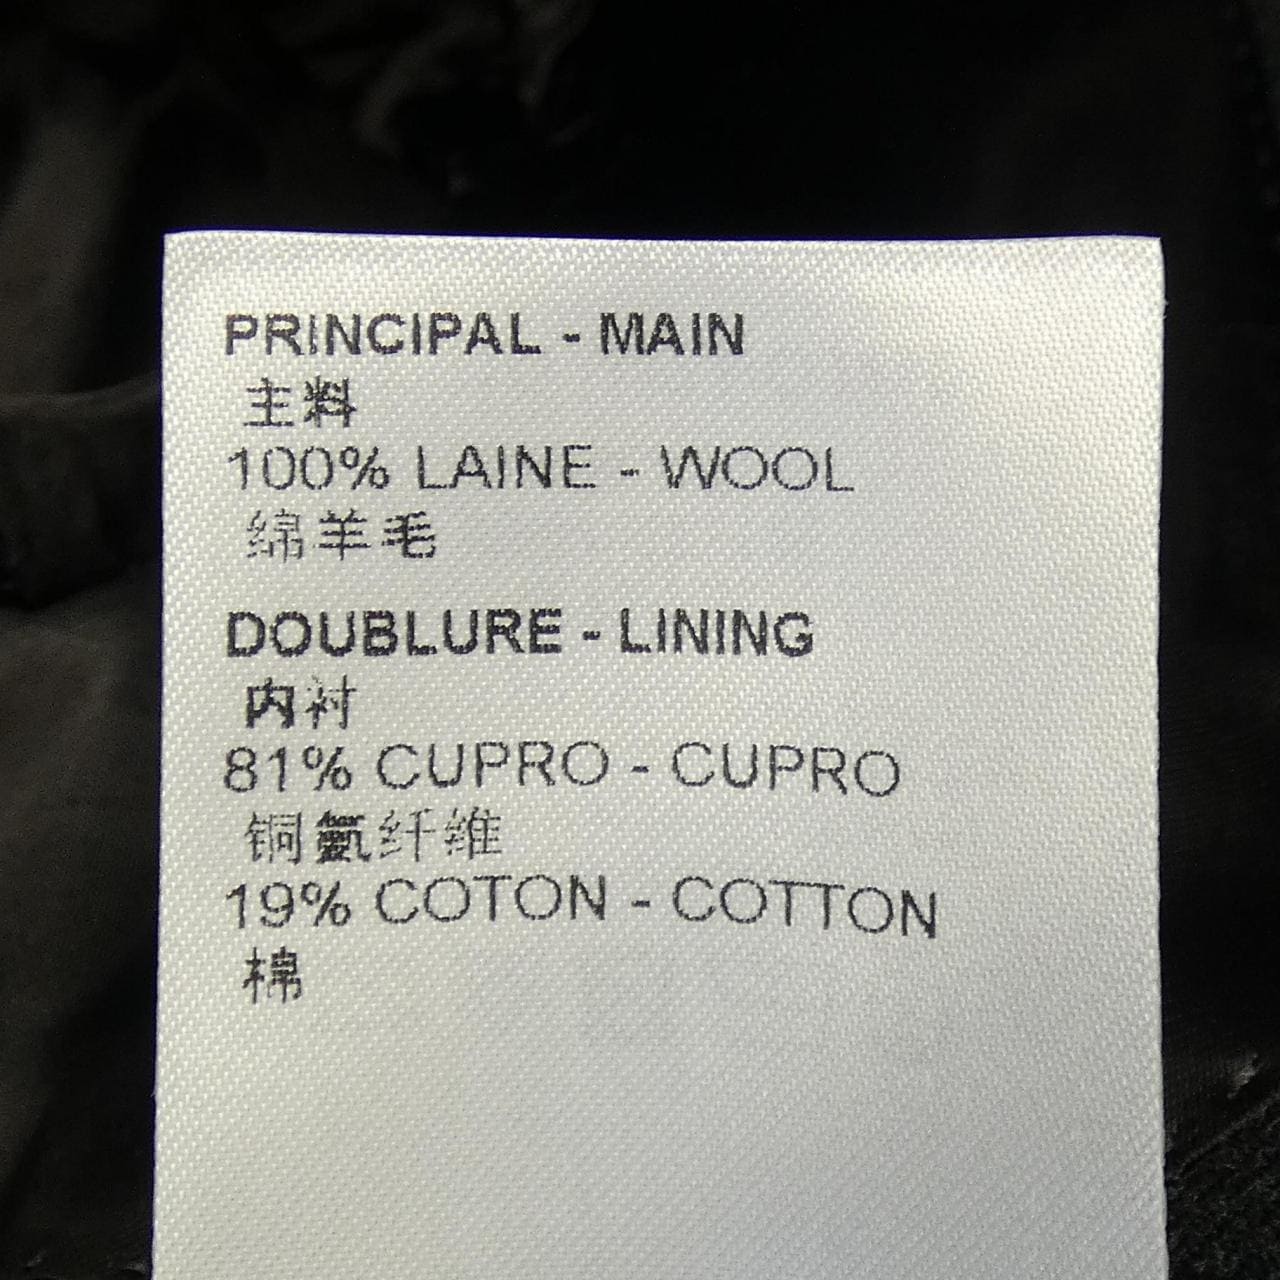 PRINCIPAL - MAIN
主料
100% LAINE - WOOL
绵羊毛
DOUBLURE - LINING
内衬
81% CUPRO - CUPRO
铜氨纤维
19% COTON - COTTON
棉